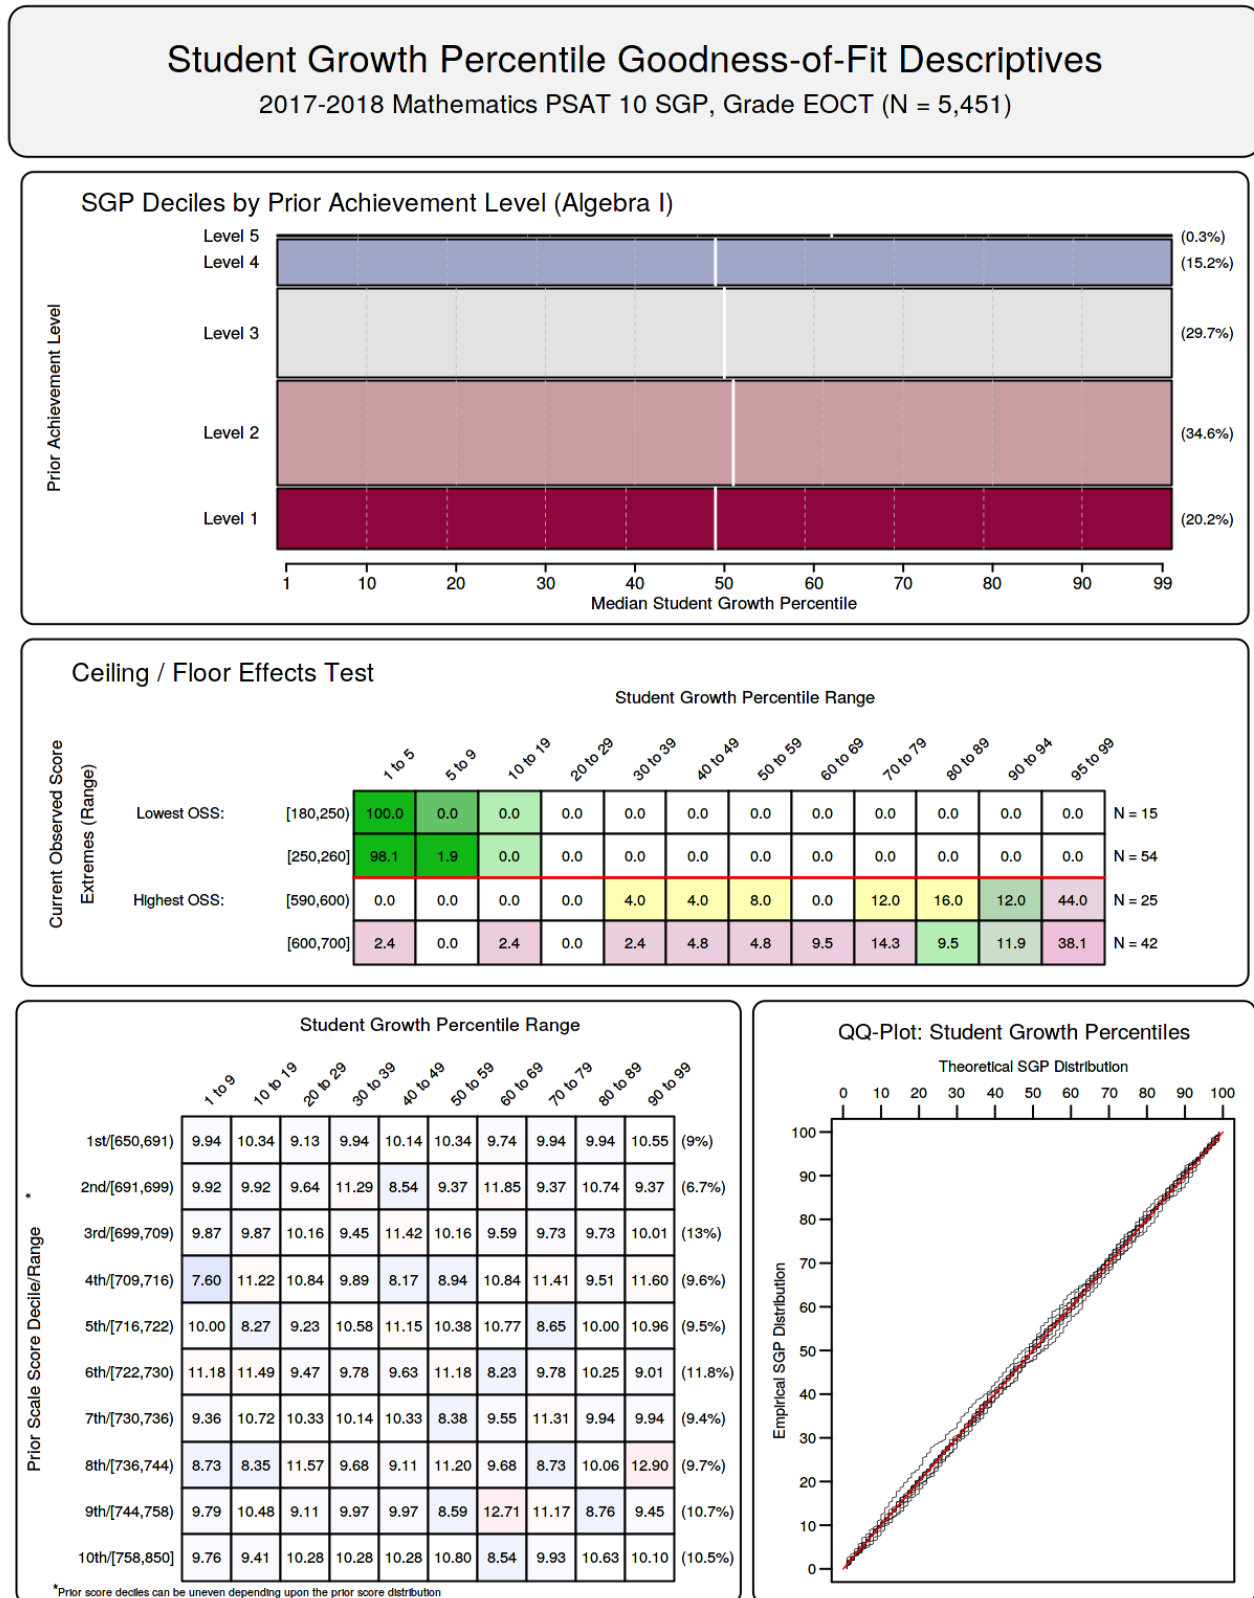 Student Growth Percentile Goodness-of-Fit Descriptives
2017-2018 Mathematics PSAT 10 SGP, Grade EOCT (N = 5,451)
SGP Deciles by Prior Achievement Level (Algebra I)
Prior Achievement Level
Level 5 (0.3%)
Level 4 (15.2%)
Level 3 (29.7%)
Level 2 (34.6%)
Level 1 (20.2%)
1 10 20 30 40 50 60 70 80 90 99
Median Student Growth Percentile
Ceiling / Floor Effects Test
Student Growth Percentile Range
Current Observed Score
Extremes (Range)
1 to 5 5 to 9 10 to 19 20 to 29 30 to 39 40 to 49 50 to 59 60 to 69 70 to 79 80 to 89 90 to 94 95 to 99
Lowest OSS: [180,250) 100.0 0.0 0.0 0.0 0.0 0.0 0.0 0.0 0.0 0.0 0.0 0.0 N = 15
[250,260] 98.1 1.9 0.0 0.0 0.0 0.0 0.0 0.0 0.0 0.0 0.0 0.0 N = 54
Highest OSS: [590,600) 0.0 0.0 0.0 0.0 4.0 4.0 8.0 0.0 12.0 16.0 12.0 44.0 N = 25
[600,700] 2.4 0.0 2.4 0.0 2.4 4.8 4.8 9.5 14.3 9.5 11.9 38.1 N = 42
Student Growth Percentile Range
Prior Scale Score Decile/Range *
1 to 9 10 to 19 20 to 29 30 to 39 40 to 49 50 to 59 60 to 69 70 to 79 80 to 89 90 to 99
1st/[650,691) 9.94 10.34 9.13 9.94 10.14 10.34 9.74 9.94 9.94 10.55 (9%)
2nd/[691,699) 9.92 9.92 9.64 11.29 8.54 9.37 11.85 9.37 10.74 9.37 (6.7%)
3rd/[699,709) 9.87 9.87 10.16 9.45 11.42 10.16 9.59 9.73 9.73 10.01 (13%)
4th/[709,716) 7.60 11.22 10.84 9.89 8.17 8.94 10.84 11.41 9.51 11.60 (9.6%)
5th/[716,722) 10.00 8.27 9.23 10.58 11.15 10.38 10.77 8.65 10.00 10.96 (9.5%)
6th/[722,730) 11.18 11.49 9.47 9.78 9.63 11.18 8.23 9.78 10.25 9.01 (11.8%)
7th/[730,736) 9.36 10.72 10.33 10.14 10.33 8.38 9.55 11.31 9.94 9.94 (9.4%)
8th/[736,744) 8.73 8.35 11.57 9.68 9.11 11.20 9.68 8.73 10.06 12.90 (9.7%)
9th/[744,758) 9.79 10.48 9.11 9.97 9.97 8.59 12.71 11.17 8.76 9.45 (10.7%)
10th/[758,850] 9.76 9.41 10.28 10.28 10.28 10.80 8.54 9.93 10.63 10.10 (10.5%)
*Prior score deciles can be uneven depending upon the prior score distribution
QQ-Plot: Student Growth Percentiles
Theoretical SGP Distribution
0 10 20 30 40 50 60 70 80 90 100
Empirical SGP Distribution
100
90
80
70
60
50
40
30
20
10
0